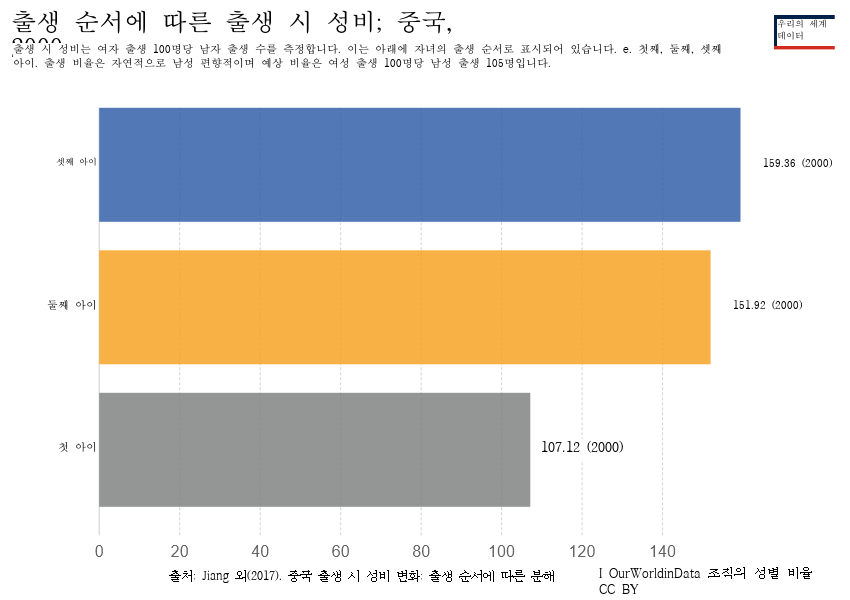 출생 순서에 따른 출생 시 성비; 중국,
2000
출생 시 성비는 여자 출생 100명당 남자 출생 수를 측정합니다. 이는 아래에 자녀의 출생 순서로 표시되어 있습니다. e. 첫째, 둘째, 셋째
아이. 출생 비율은 자연적으로 남성 편향적이며 예상 비율은 여성 출생 100명당 남성 출생 105명입니다.
우리의 세계
데이터
셋째 아이
159.36 (2000)
둘째 아이
151.92 (2000)
첫 아이
107.12 (2000)
0 20 40 60 80 100 120 140
출처: Jiang 외(2017). 중국 출생 시 성비 변화: 출생 순서에 따른 분해
I OurWorldinData 조직의 성별 비율
CC BY